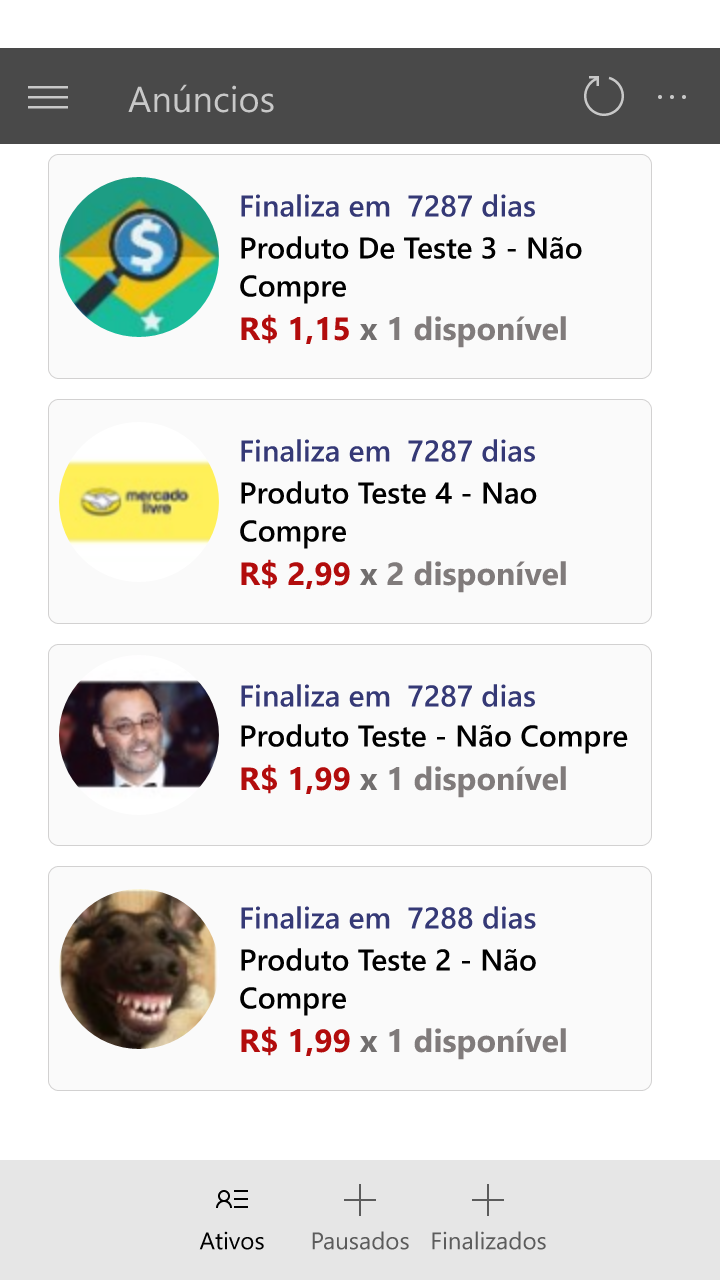 Anúncios
Finaliza em 7287 dias
Produto De Teste 3 - Não
Compre
R$ 1,15 x 1 disponível
$
Finaliza em 7287 dias
Produto Teste 4 - Nao
Compre
R$ 2,99 x 2 disponível
mercado
livre
Finaliza em 7287 dias
Produto Teste - Não Compre
R$ 1,99 x 1 disponível
Finaliza em 7288 dias
Produto Teste 2 - Não
Compre
R$ 1,99 x 1 disponível
Ativos
Pausados
Finalizados